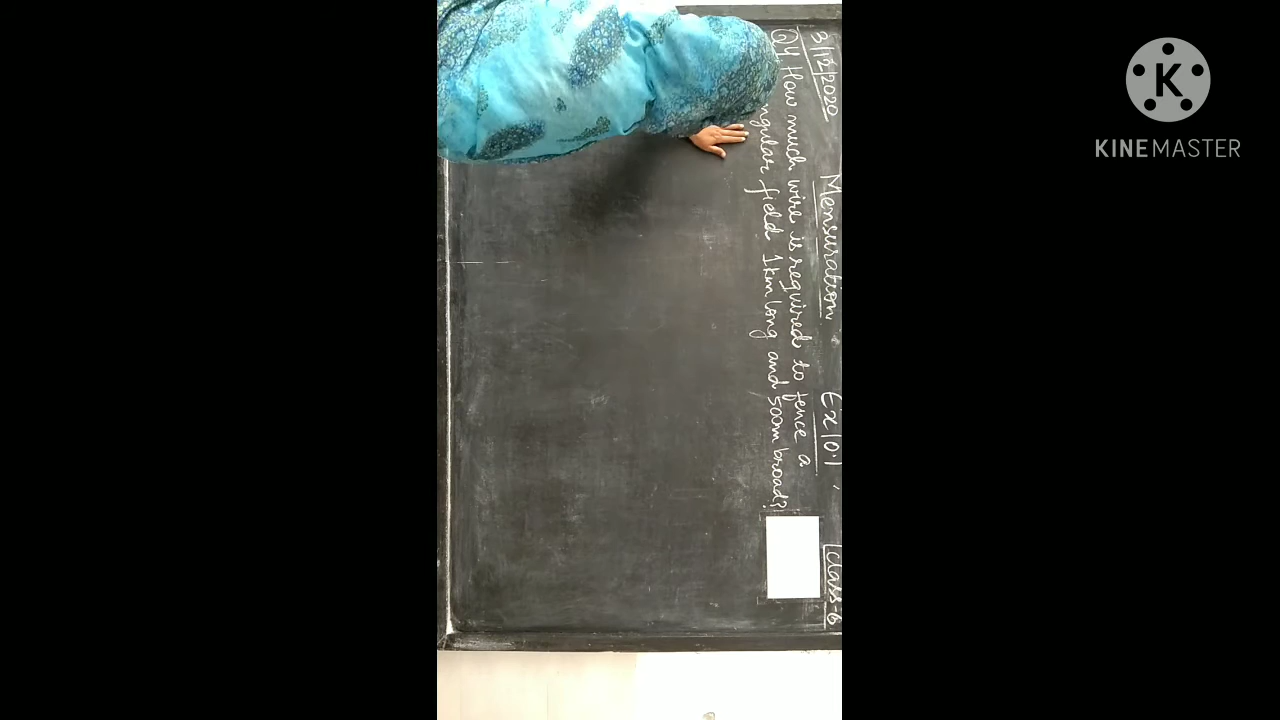 3/12/2020 Mensuration Ex 10.1 Class-6
Q4. How much wire is required to fence a
ngular field 1km long and 500m broad?
K
KINEMASTER